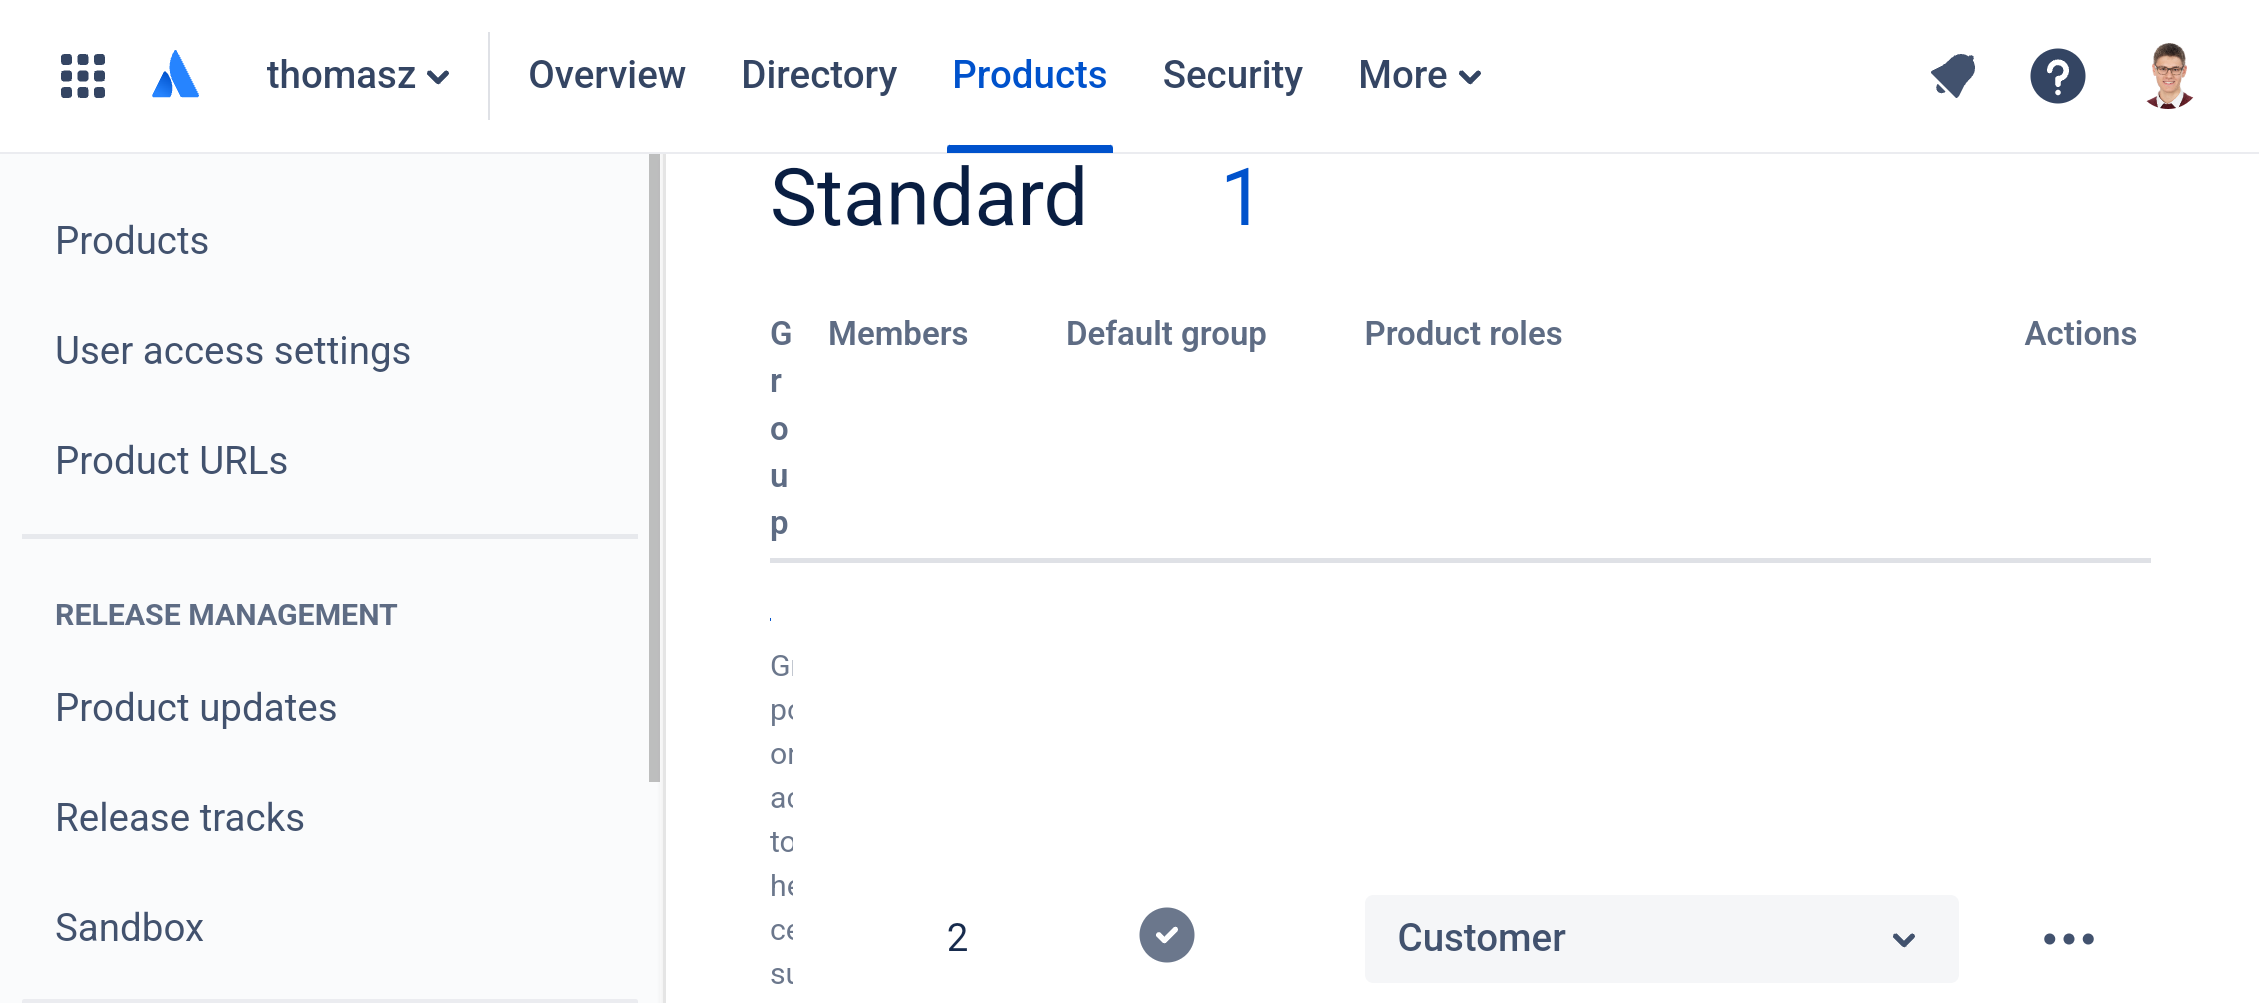 thomasz
Overview
Directory
Products
Security
More
Products
User access settings
Product URLs
RELEASE MANAGEMENT
Product updates
Release tracks
Sandbox
Standard 1
Group
Members
Default group
Product roles
Actions
to
2
Customer